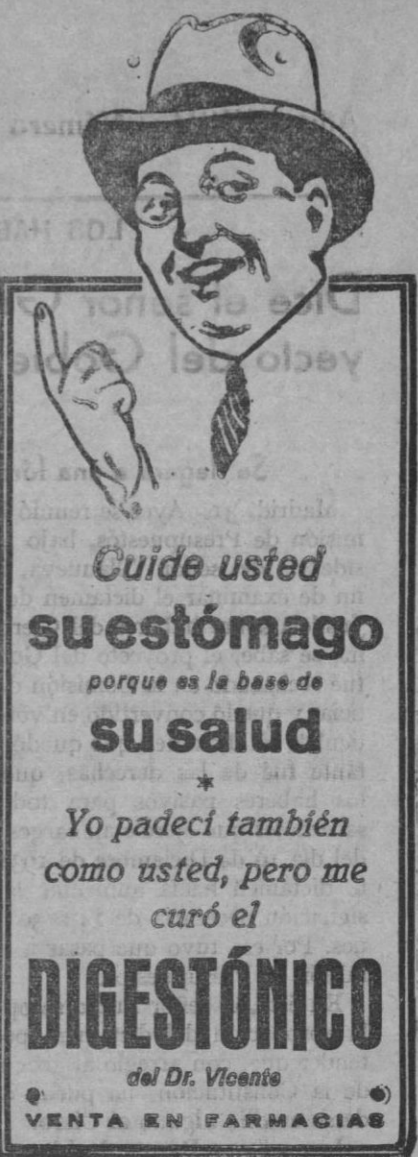 Cuide usted
su estómago
porque es la base de
su salud
*
Yo padecí también
como usted, pero me
curó el
DIGESTÓNICO
del Dr. Vicente
VENTA EN FARMACIAS